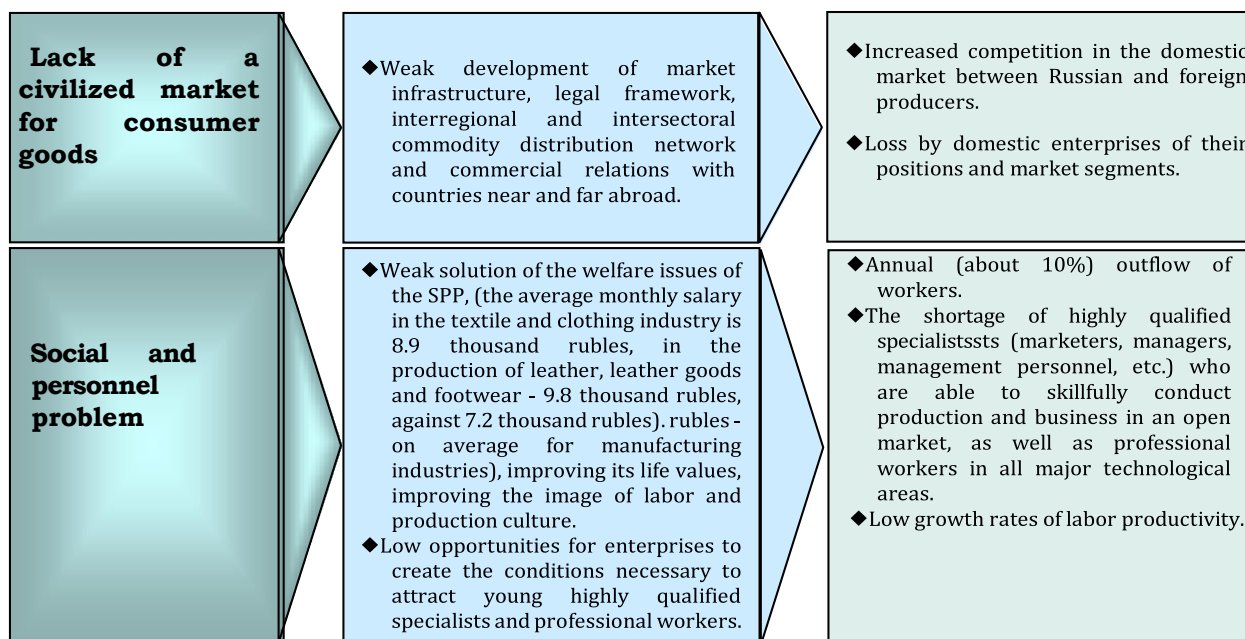 Lack of a
civilized market
for consumer
goods
◆Weak development of market
infrastructure, legal framework,
interregional and intersectoral
commodity distribution network
and commercial relations with
countries near and far abroad.
◆Increased competition in the domestic
market between Russian and foreign
producers.
◆Loss by domestic enterprises of their
positions and market segments.
Social and
personnel
problem
◆Weak solution of the welfare issues of
the SPP, (the average monthly salary
in the textile and clothing industry is
8.9 thousand rubles, in the
production of leather, leather goods
and footwear - 9.8 thousand rubles,
against 7.2 thousand rubles). rubles -
on average for manufacturing
industries), improving its life values,
improving the image of labor and
production culture.
◆Low opportunities for enterprises to
create the conditions necessary to
attract young highly qualified
specialists and professional workers.
◆Annual (about 10%) outflow of
workers.
◆The shortage of highly qualified
specialistssts (marketers, managers,
management personnel, etc.) who
are able to skillfully conduct
production and business in an open
market, as well as professional
workers in all major technological
areas.
◆Low growth rates of labor productivity.